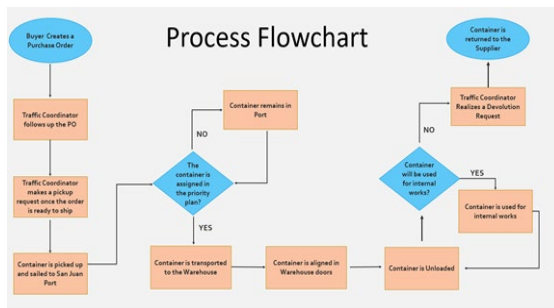 Process Flowchart
Buyer Creates a
Purchase Order
Traffic Coordinator
follows up the PO
Traffic Coordinator
makes a pickup
request once the order
is ready to ship
Container is picked up
and sailed to San Juan
Port
The
container is
assigned in the
priority plan?
NO
Container remains in
Port
YES
Container is transported
to the Warehouse
Container is aligned in
Warehouse doors
Container is Unloaded
Container
will be used
for internal
works?
YES
Container is used for
internal works
NO
Traffic Coordinator
Realizes a Devolution
Request
Container is
returned to the
Supplier